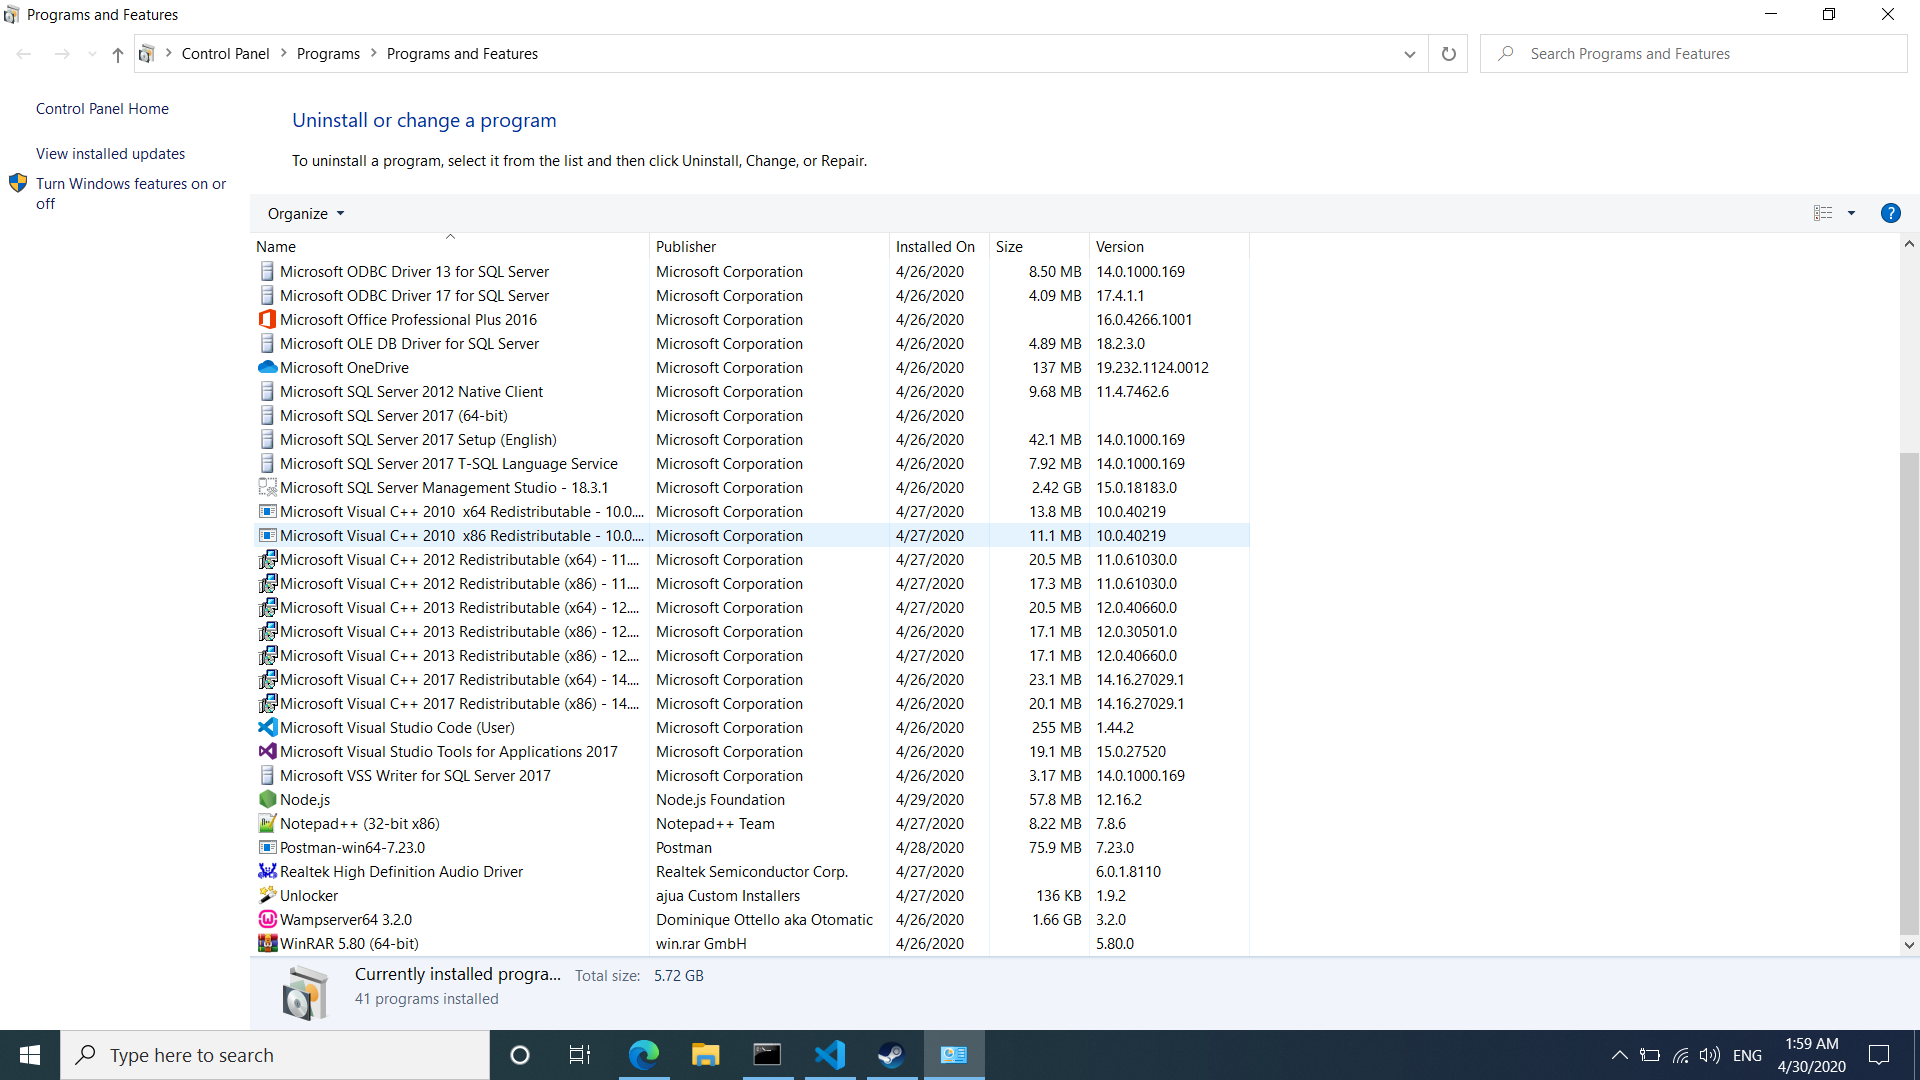 Programs and Features
Control Panel > Programs > Programs and Features
Search Programs and Features
Control Panel Home
View installed updates
Turn Windows features on or
off
Uninstall or change a program
To uninstall a program, select it from the list and then click Uninstall, Change, or Repair.
Organize
Name Publisher Installed On Size Version
Microsoft ODBC Driver 13 for SQL Server Microsoft Corporation 4/26/2020 8.50 MB 14.0.1000.169
Microsoft ODBC Driver 17 for SQL Server Microsoft Corporation 4/26/2020 4.09 MB 17.4.1.1
Microsoft Office Professional Plus 2016 Microsoft Corporation 4/26/2020 16.0.4266.1001
Microsoft OLE DB Driver for SQL Server Microsoft Corporation 4/26/2020 4.89 MB 18.2.3.0
Microsoft OneDrive Microsoft Corporation 4/26/2020 137 MB 19.232.1124.0012
Microsoft SQL Server 2012 Native Client Microsoft Corporation 4/26/2020 9.68 MB 11.4.7462.6
Microsoft SQL Server 2017 (64-bit) Microsoft Corporation 4/26/2020
Microsoft SQL Server 2017 Setup (English) Microsoft Corporation 4/26/2020 42.1 MB 14.0.1000.169
Microsoft SQL Server 2017 T-SQL Language Service Microsoft Corporation 4/26/2020 7.92 MB 14.0.1000.169
Microsoft SQL Server Management Studio - 18.3.1 Microsoft Corporation 4/26/2020 2.42 GB 15.0.18183.0
Microsoft Visual C++ 2010  x64 Redistributable - 10.0.... Microsoft Corporation 4/27/2020 13.8 MB 10.0.40219
Microsoft Visual C++ 2010  x86 Redistributable - 10.0.... Microsoft Corporation 4/27/2020 11.1 MB 10.0.40219
Microsoft Visual C++ 2012 Redistributable (x64) - 11.... Microsoft Corporation 4/27/2020 20.5 MB 11.0.61030.0
Microsoft Visual C++ 2012 Redistributable (x86) - 11.... Microsoft Corporation 4/27/2020 17.3 MB 11.0.61030.0
Microsoft Visual C++ 2013 Redistributable (x64) - 12.... Microsoft Corporation 4/27/2020 20.5 MB 12.0.40660.0
Microsoft Visual C++ 2013 Redistributable (x86) - 12.... Microsoft Corporation 4/26/2020 17.1 MB 12.0.30501.0
Microsoft Visual C++ 2013 Redistributable (x86) - 12.... Microsoft Corporation 4/27/2020 17.1 MB 12.0.40660.0
Microsoft Visual C++ 2017 Redistributable (x64) - 14.... Microsoft Corporation 4/26/2020 23.1 MB 14.16.27029.1
Microsoft Visual C++ 2017 Redistributable (x86) - 14.... Microsoft Corporation 4/26/2020 20.1 MB 14.16.27029.1
Microsoft Visual Studio Code (User) Microsoft Corporation 4/26/2020 255 MB 1.44.2
Microsoft Visual Studio Tools for Applications 2017 Microsoft Corporation 4/26/2020 19.1 MB 15.0.27520
Microsoft VSS Writer for SQL Server 2017 Microsoft Corporation 4/26/2020 3.17 MB 14.0.1000.169
Node.js Node.js Foundation 4/29/2020 57.8 MB 12.16.2
Notepad++ (32-bit x86) Notepad++ Team 4/27/2020 8.22 MB 7.8.6
Postman-win64-7.23.0 Postman 4/28/2020 75.9 MB 7.23.0
Realtek High Definition Audio Driver Realtek Semiconductor Corp. 4/27/2020 6.0.1.8110
Unlocker ajua Custom Installers 4/27/2020 136 KB 1.9.2
Wampserver64 3.2.0 Dominique Ottello aka Otomatic 4/26/2020 1.66 GB 3.2.0
WinRAR 5.80 (64-bit) win.rar GmbH 4/26/2020 5.80.0
Currently installed progra... Total size: 5.72 GB
41 programs installed
Type here to search
ENG
1:59 AM
4/30/2020